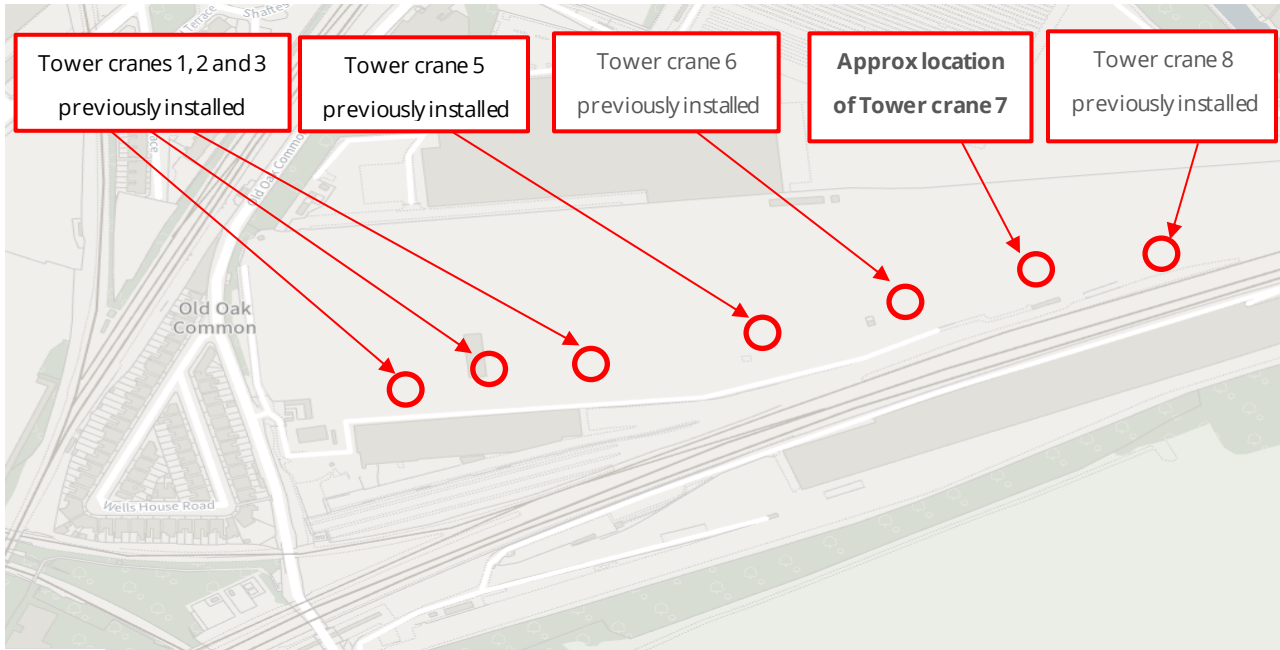 Shaftes
Terrace
Tower cranes 1, 2 and 3
previously installed
Tower crane 5
previously installed
Tower crane 6
previously installed
Approx location
of Tower crane 7
Tower crane 8
previously installed
Old Oak Common
Old Oak
Common
Wells House Road